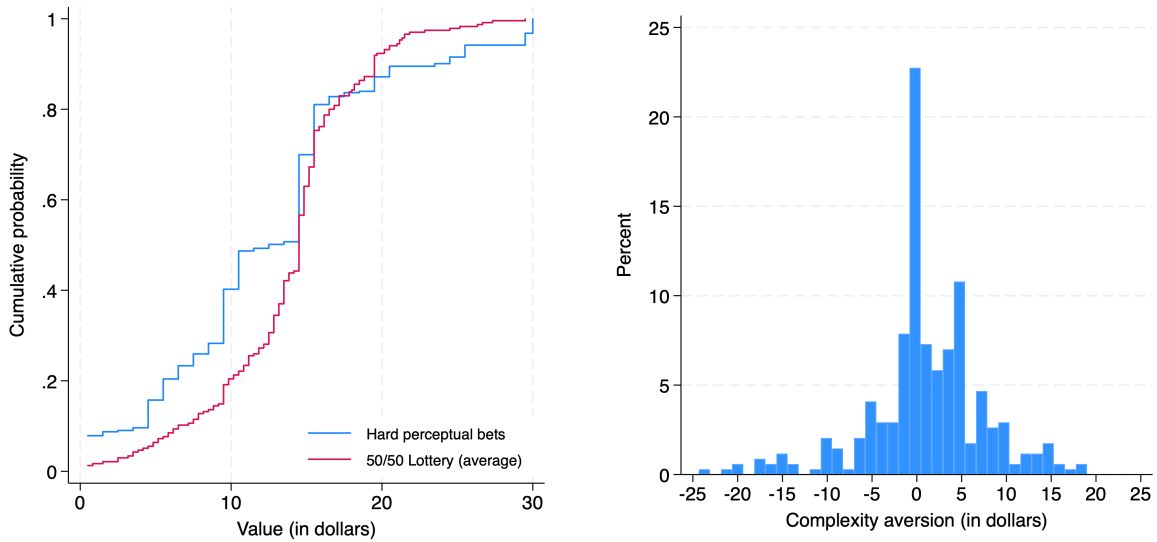 1
.8
.6
.4
.2
0
Cumulative probability
0 10 20 30
Value (in dollars)
Hard perceptual bets
50/50 Lottery (average)
25
20
15
10
5
0
Percent
-25 -20 -15 -10 -5 0 5 10 15 20 25
Complexity aversion (in dollars)